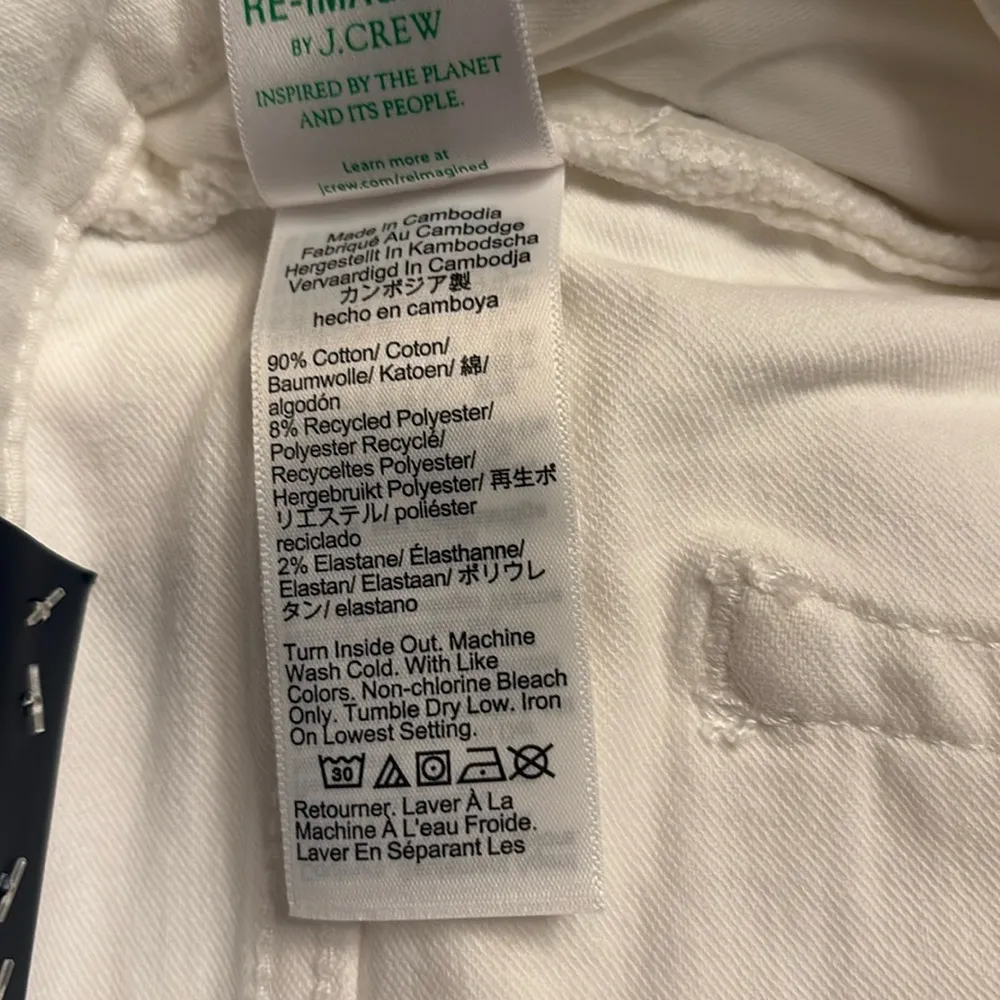 BY J.CREW
INSPIRED BY THE PLANET
AND ITS PEOPLE.
Learn more at
jcrew.com/reimagined
Made in Cambodia
Fabriqué Au Cambodge
Hergestellt In Kambodscha
Vervaardigd In Cambodja
カンボジア製
hecho en camboya
90% Cotton/ Coton/
Baumwolle/ Katoen/ 綿/
algodón
8% Recycled Polyester/
Polyester Recyclé/
Recyceltes Polyester/
Hergebruikt Polyester/ 再生ポ
リエステル/ poliéster
reciclado
2% Elastane/ Élasthanne/
Elastan/ Elastaan/ ポリウレ
タン/ elastano
Turn Inside Out. Machine
Wash Cold. With Like
Colors. Non-chlorine Bleach
Only. Tumble Dry Low. Iron
On Lowest Setting.
30
Retourner. Laver À La
Machine À L'eau Froide.
Laver En Séparant Les